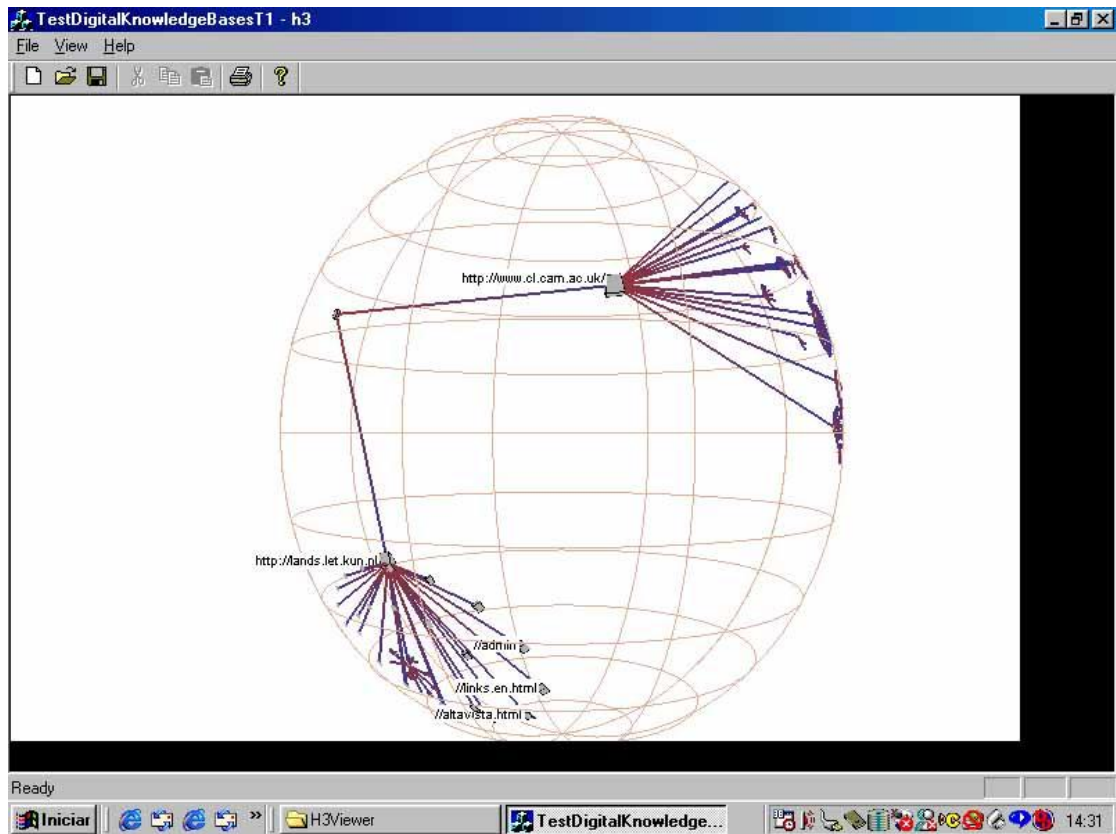 TestDigitalKnowledgeBasesT1 - h3
File View Help
http://www.cl.cam.ac.uk/
http://lands.let.kun.nl
//admin
//links.en.html
//altavista.html
Ready
Iniciar
»
H3Viewer
TestDigitalKnowledge...
14:31